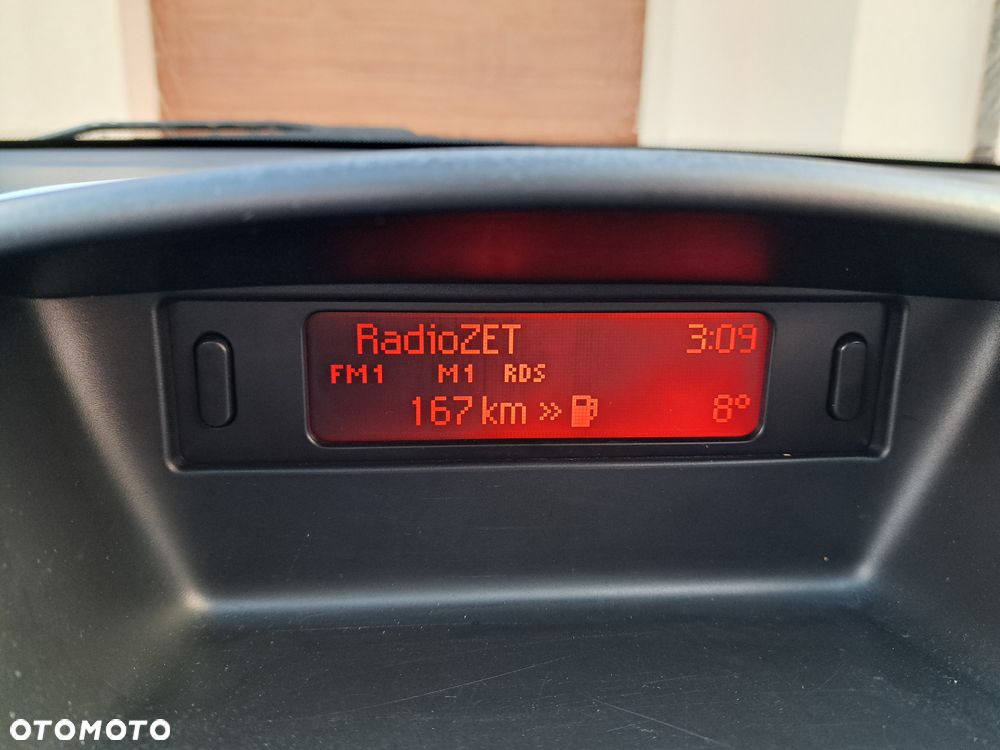 RadioZET 3:09
FM1 M1 RDS
167 km » 8°
OTOMOTO